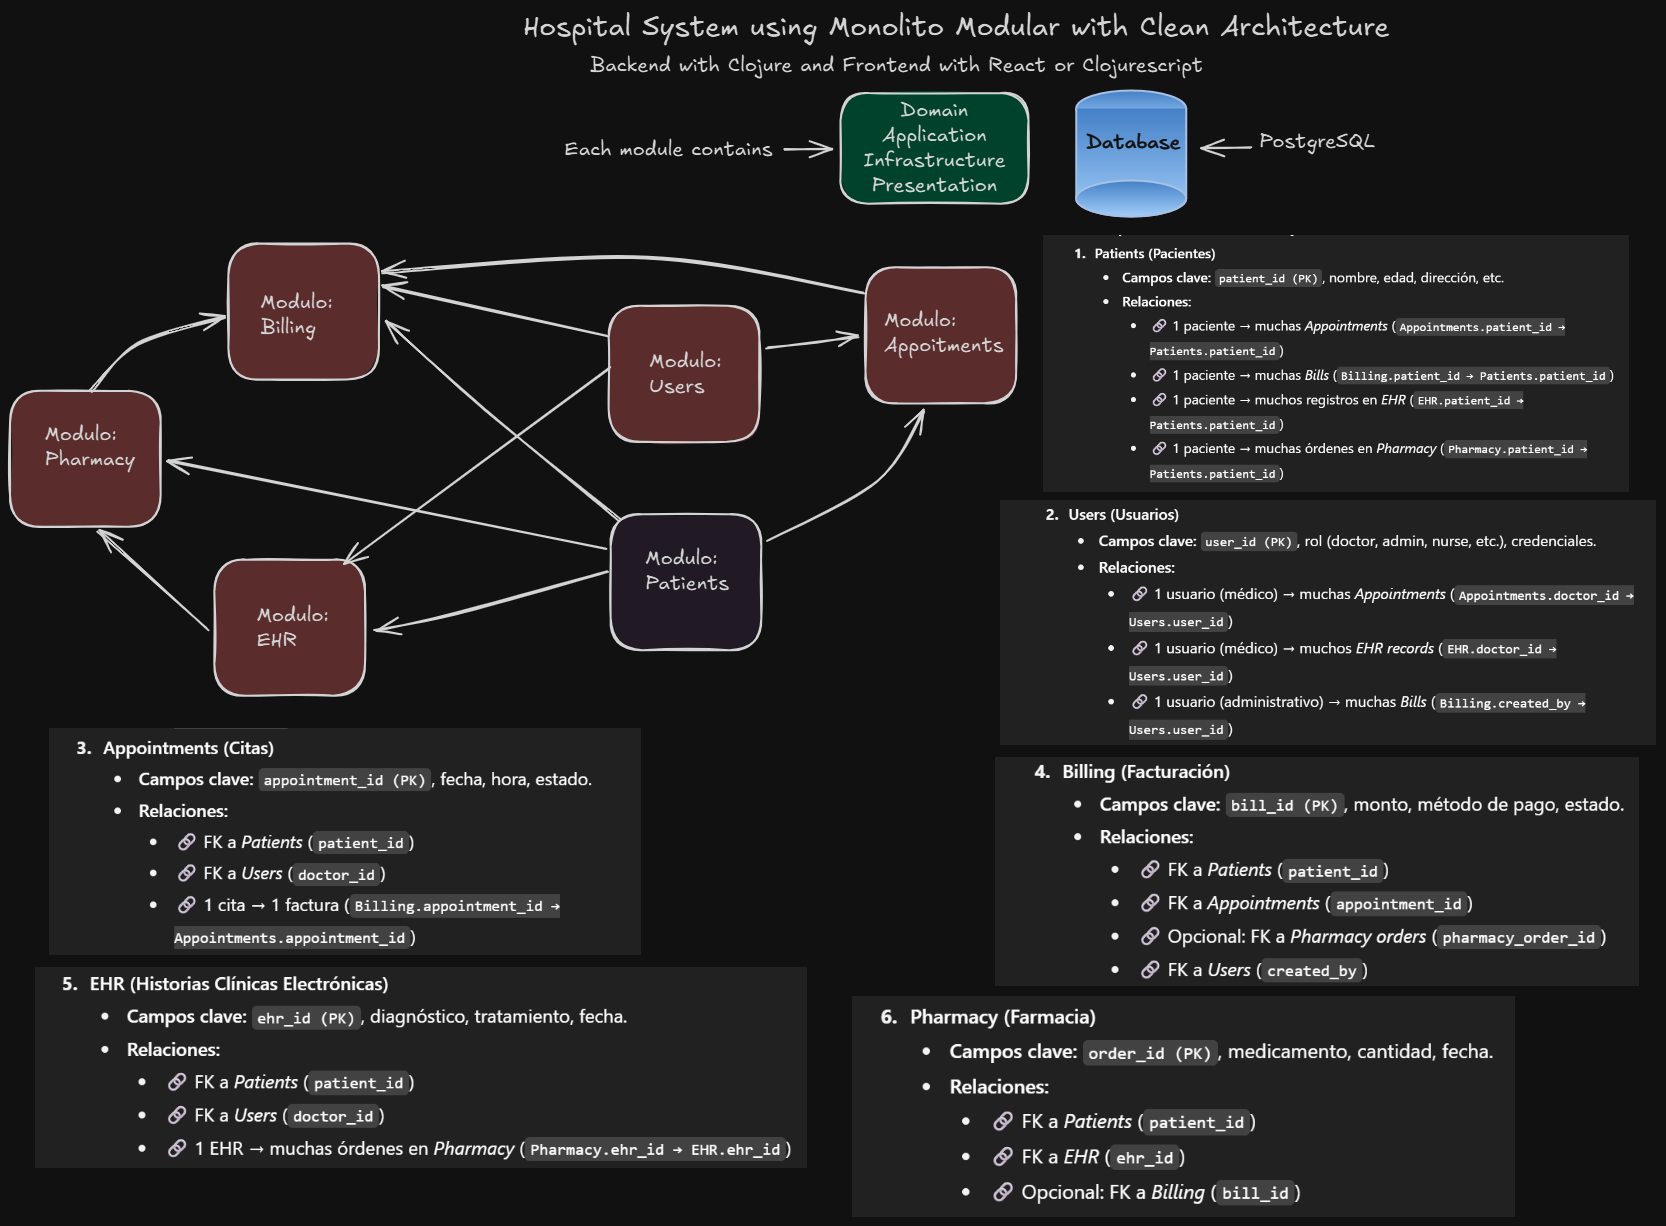 Hospital System using Monolito Modular with Clean Architecture
Backend with Clojure and Frontend with React or Clojurescript
Each module contains
Domain
Application
Infrastructure
Presentation
Database
PostgreSQL
Modulo:
Billing
Modulo:
Users
Modulo:
Appoitments
Modulo:
Pharmacy
Modulo:
EHR
Modulo:
Patients
1. Patients (Pacientes)
• Campos clave: patient_id (PK), nombre, edad, dirección, etc.
• Relaciones:
• 🔗 1 paciente → muchas Appointments (Appointments.patient_id →
Patients.patient_id)
• 🔗 1 paciente → muchas Bills (Billing.patient_id → Patients.patient_id)
• 🔗 1 paciente → muchos registros en EHR (EHR.patient_id →
Patients.patient_id)
• 🔗 1 paciente → muchas órdenes en Pharmacy (Pharmacy.patient_id →
Patients.patient_id)
2. Users (Usuarios)
• Campos clave: user_id (PK), rol (doctor, admin, nurse, etc.), credenciales.
• Relaciones:
• 🔗 1 usuario (médico) → muchas Appointments (Appointments.doctor_id →
Users.user_id)
• 🔗 1 usuario (médico) → muchos EHR records (EHR.doctor_id →
Users.user_id)
• 🔗 1 usuario (administrativo) → muchas Bills (Billing.created_by →
Users.user_id)
3. Appointments (Citas)
• Campos clave: appointment_id (PK), fecha, hora, estado.
• Relaciones:
• 🔗 FK a Patients (patient_id)
• 🔗 FK a Users (doctor_id)
• 🔗 1 cita → 1 factura (Billing.appointment_id →
Appointments.appointment_id)
4. Billing (Facturación)
• Campos clave: bill_id (PK), monto, método de pago, estado.
• Relaciones:
• 🔗 FK a Patients (patient_id)
• 🔗 FK a Appointments (appointment_id)
• 🔗 Opcional: FK a Pharmacy orders (pharmacy_order_id)
• 🔗 FK a Users (created_by)
5. EHR (Historias Clínicas Electrónicas)
• Campos clave: ehr_id (PK), diagnóstico, tratamiento, fecha.
• Relaciones:
• 🔗 FK a Patients (patient_id)
• 🔗 FK a Users (doctor_id)
• 🔗 1 EHR → muchas órdenes en Pharmacy (Pharmacy.ehr_id → EHR.ehr_id)
6. Pharmacy (Farmacia)
• Campos clave: order_id (PK), medicamento, cantidad, fecha.
• Relaciones:
• 🔗 FK a Patients (patient_id)
• 🔗 FK a EHR (ehr_id)
• 🔗 Opcional: FK a Billing (bill_id)